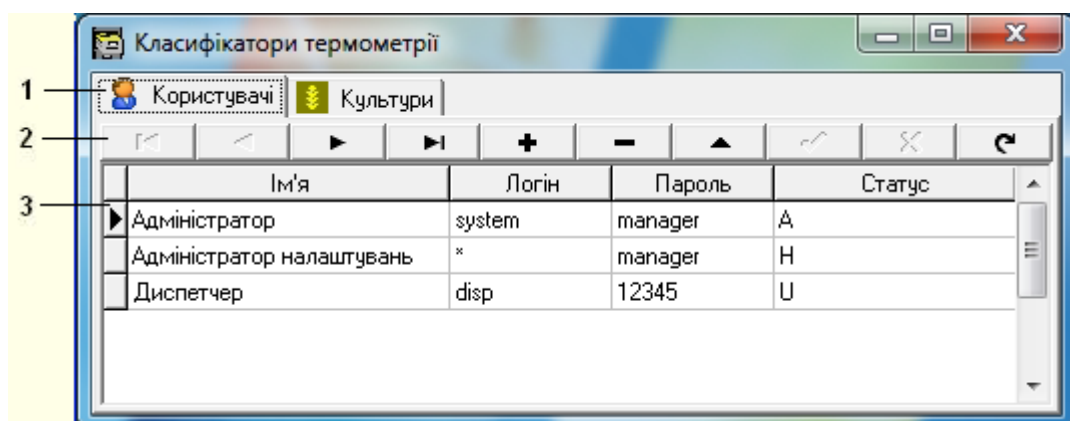 Класифікатори термометрії
1
Користувачі Культури
2
Ім'я Логін Пароль Статус
3
Адміністратор system manager A
Адміністратор налаштувань * manager H
Диспетчер disp 12345 U